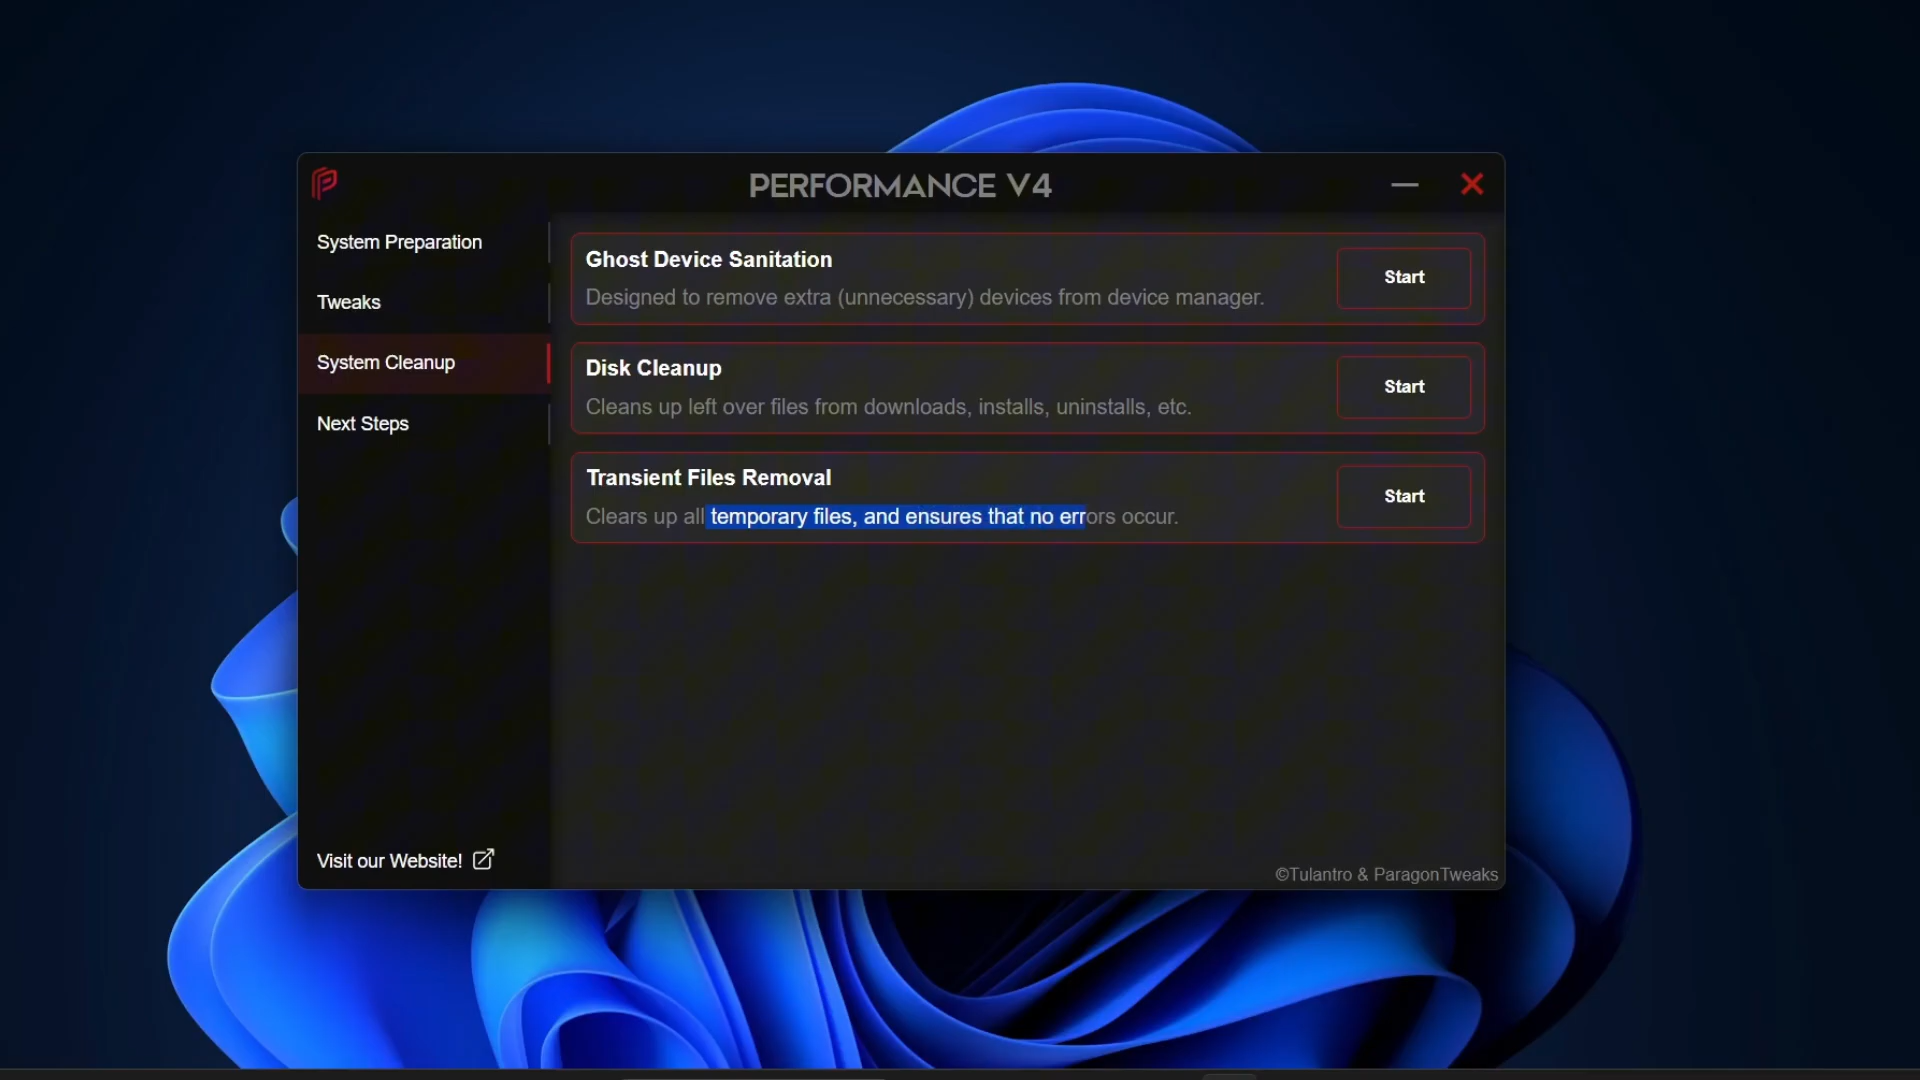 PERFORMANCE V4
System Preparation
Tweaks
System Cleanup
Next Steps
Visit our Website!
Ghost Device Sanitation
Designed to remove extra (unnecessary) devices from device manager.
Start
Disk Cleanup
Cleans up left over files from downloads, installs, uninstalls, etc.
Start
Transient Files Removal
Clears up all temporary files, and ensures that no errors occur.
Start
©Tulantro & ParagonTweaks